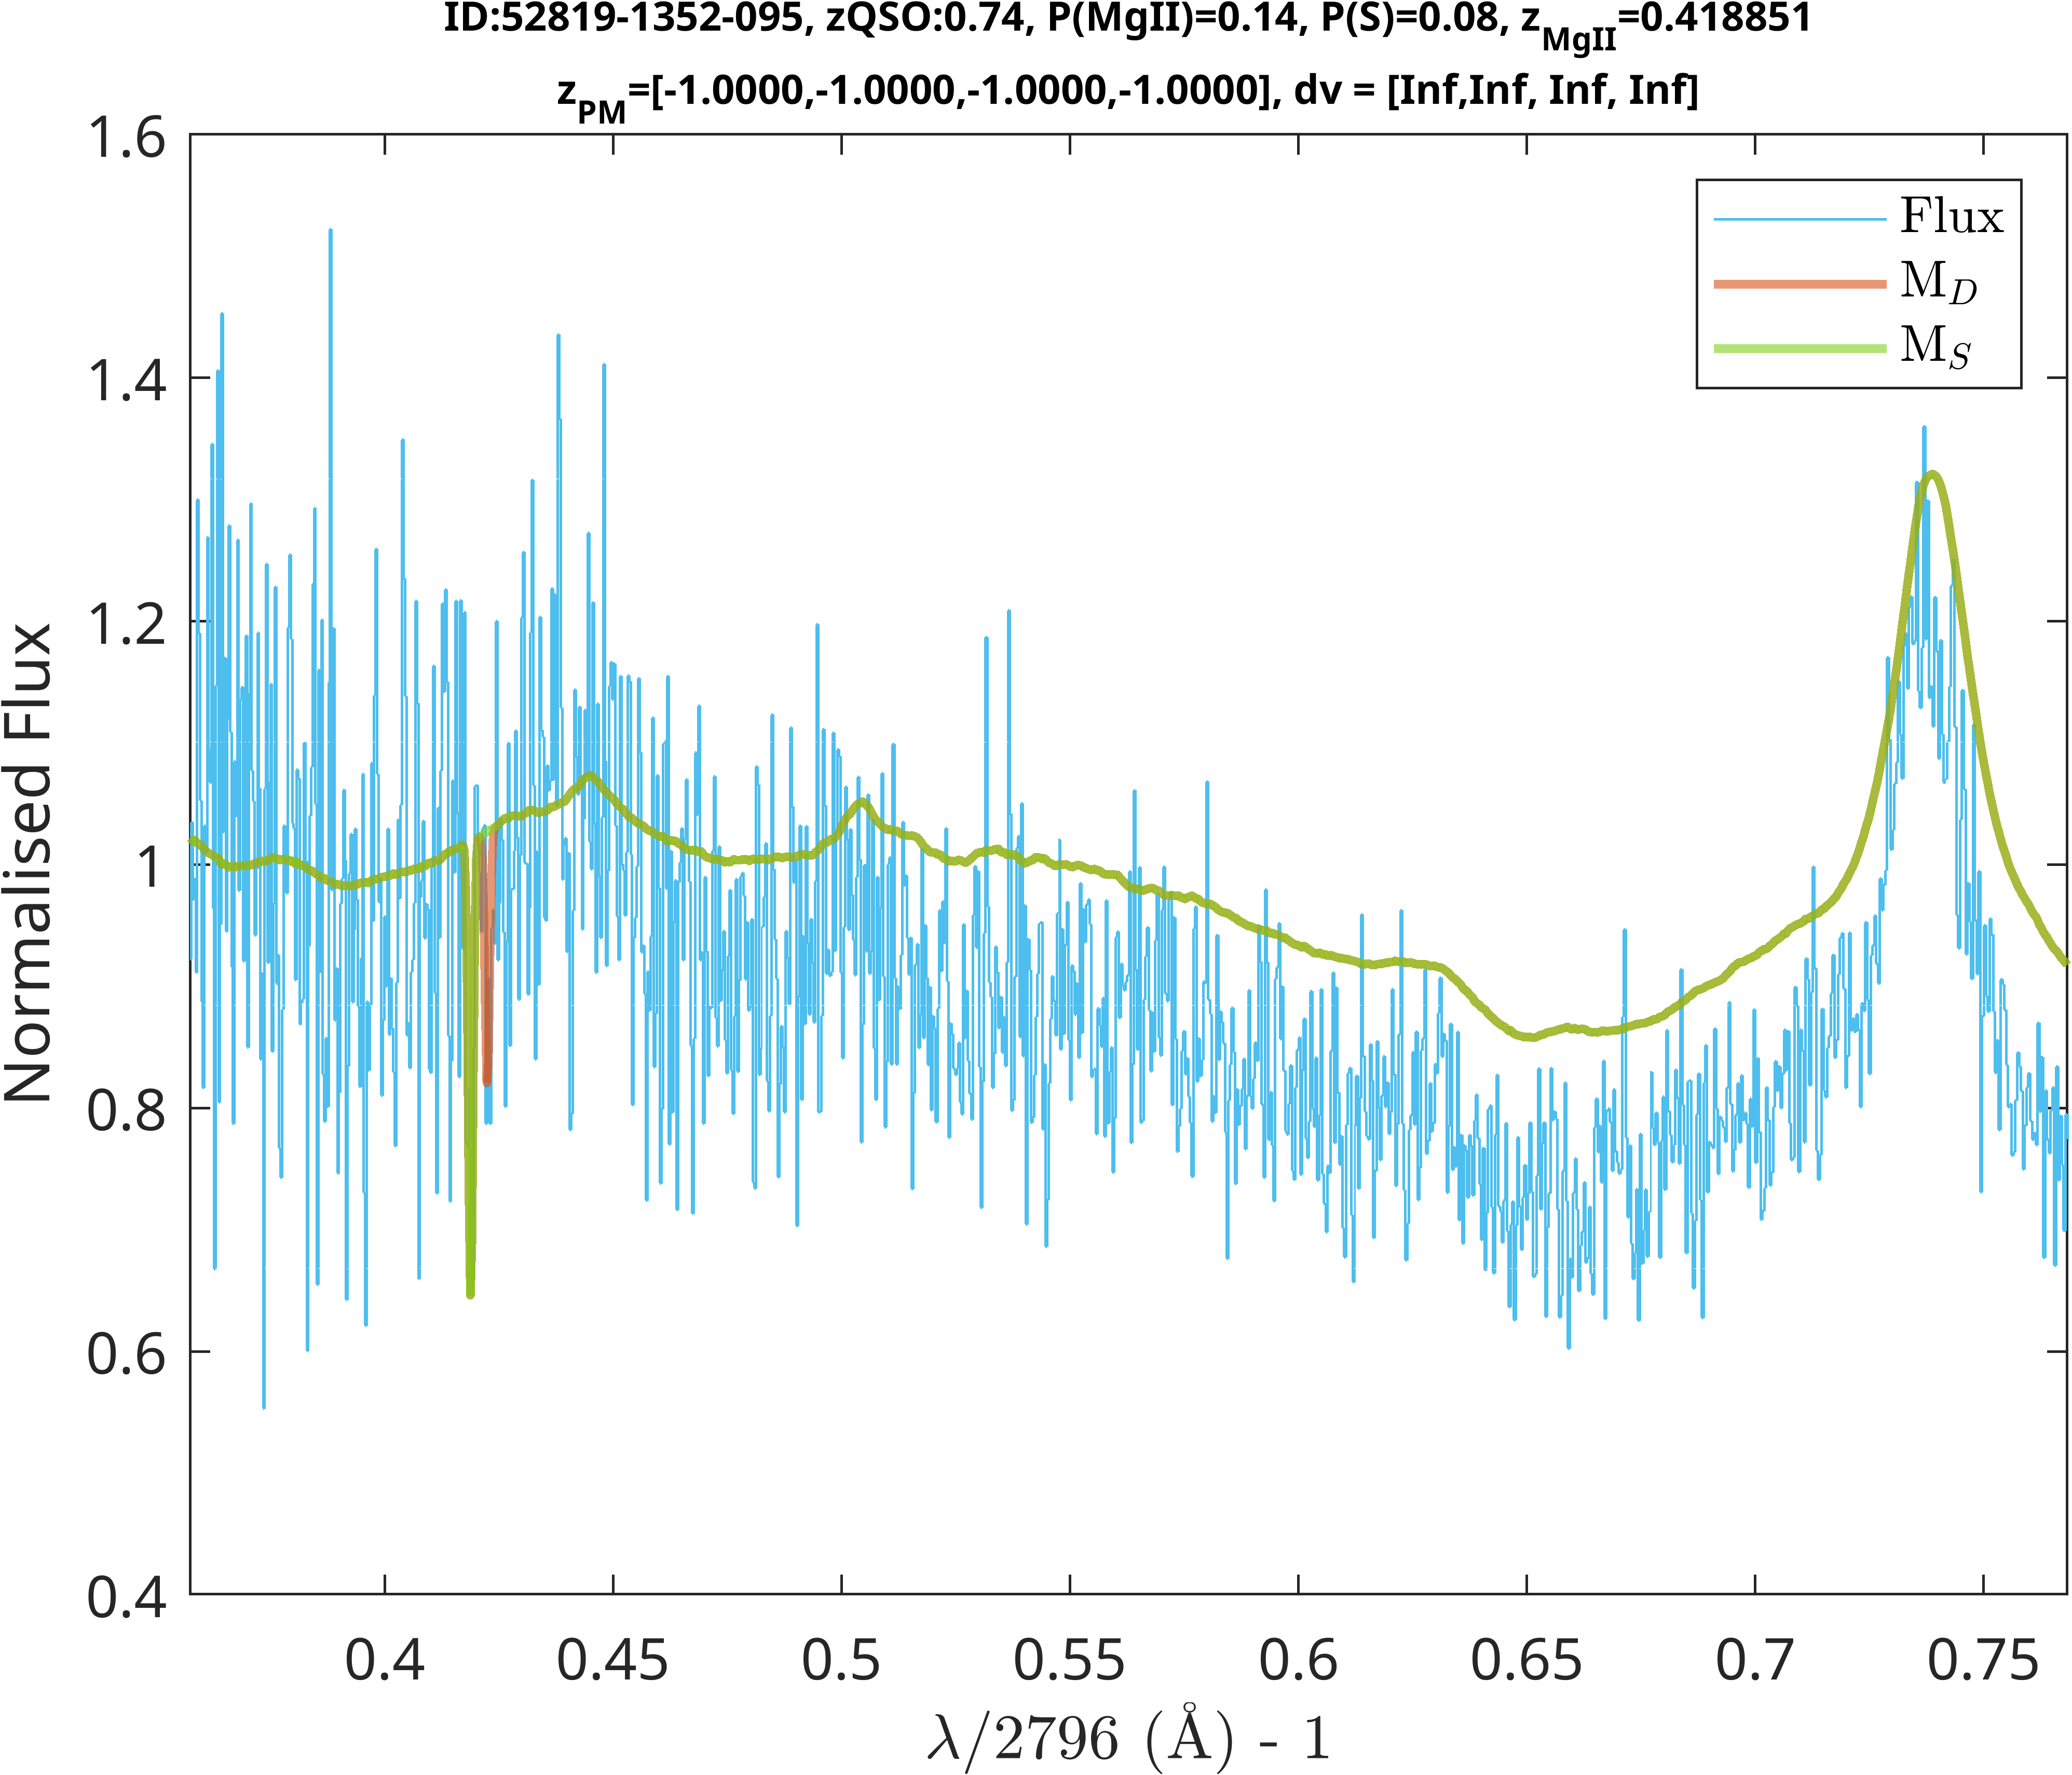 ID:52819-1352-095, zQSO:0.74, P(MgII)=0.14, P(S)=0.08, zMgII=0.418851
zPM=[-1.0000,-1.0000,-1.0000,-1.0000], dv = [Inf,Inf, Inf, Inf]
1.6
1.4
1.2
1
0.8
0.6
0.4
Normalised Flux
Flux
MD
MS
0.4 0.45 0.5 0.55 0.6 0.65 0.7 0.75
λ/2796 (Å) - 1